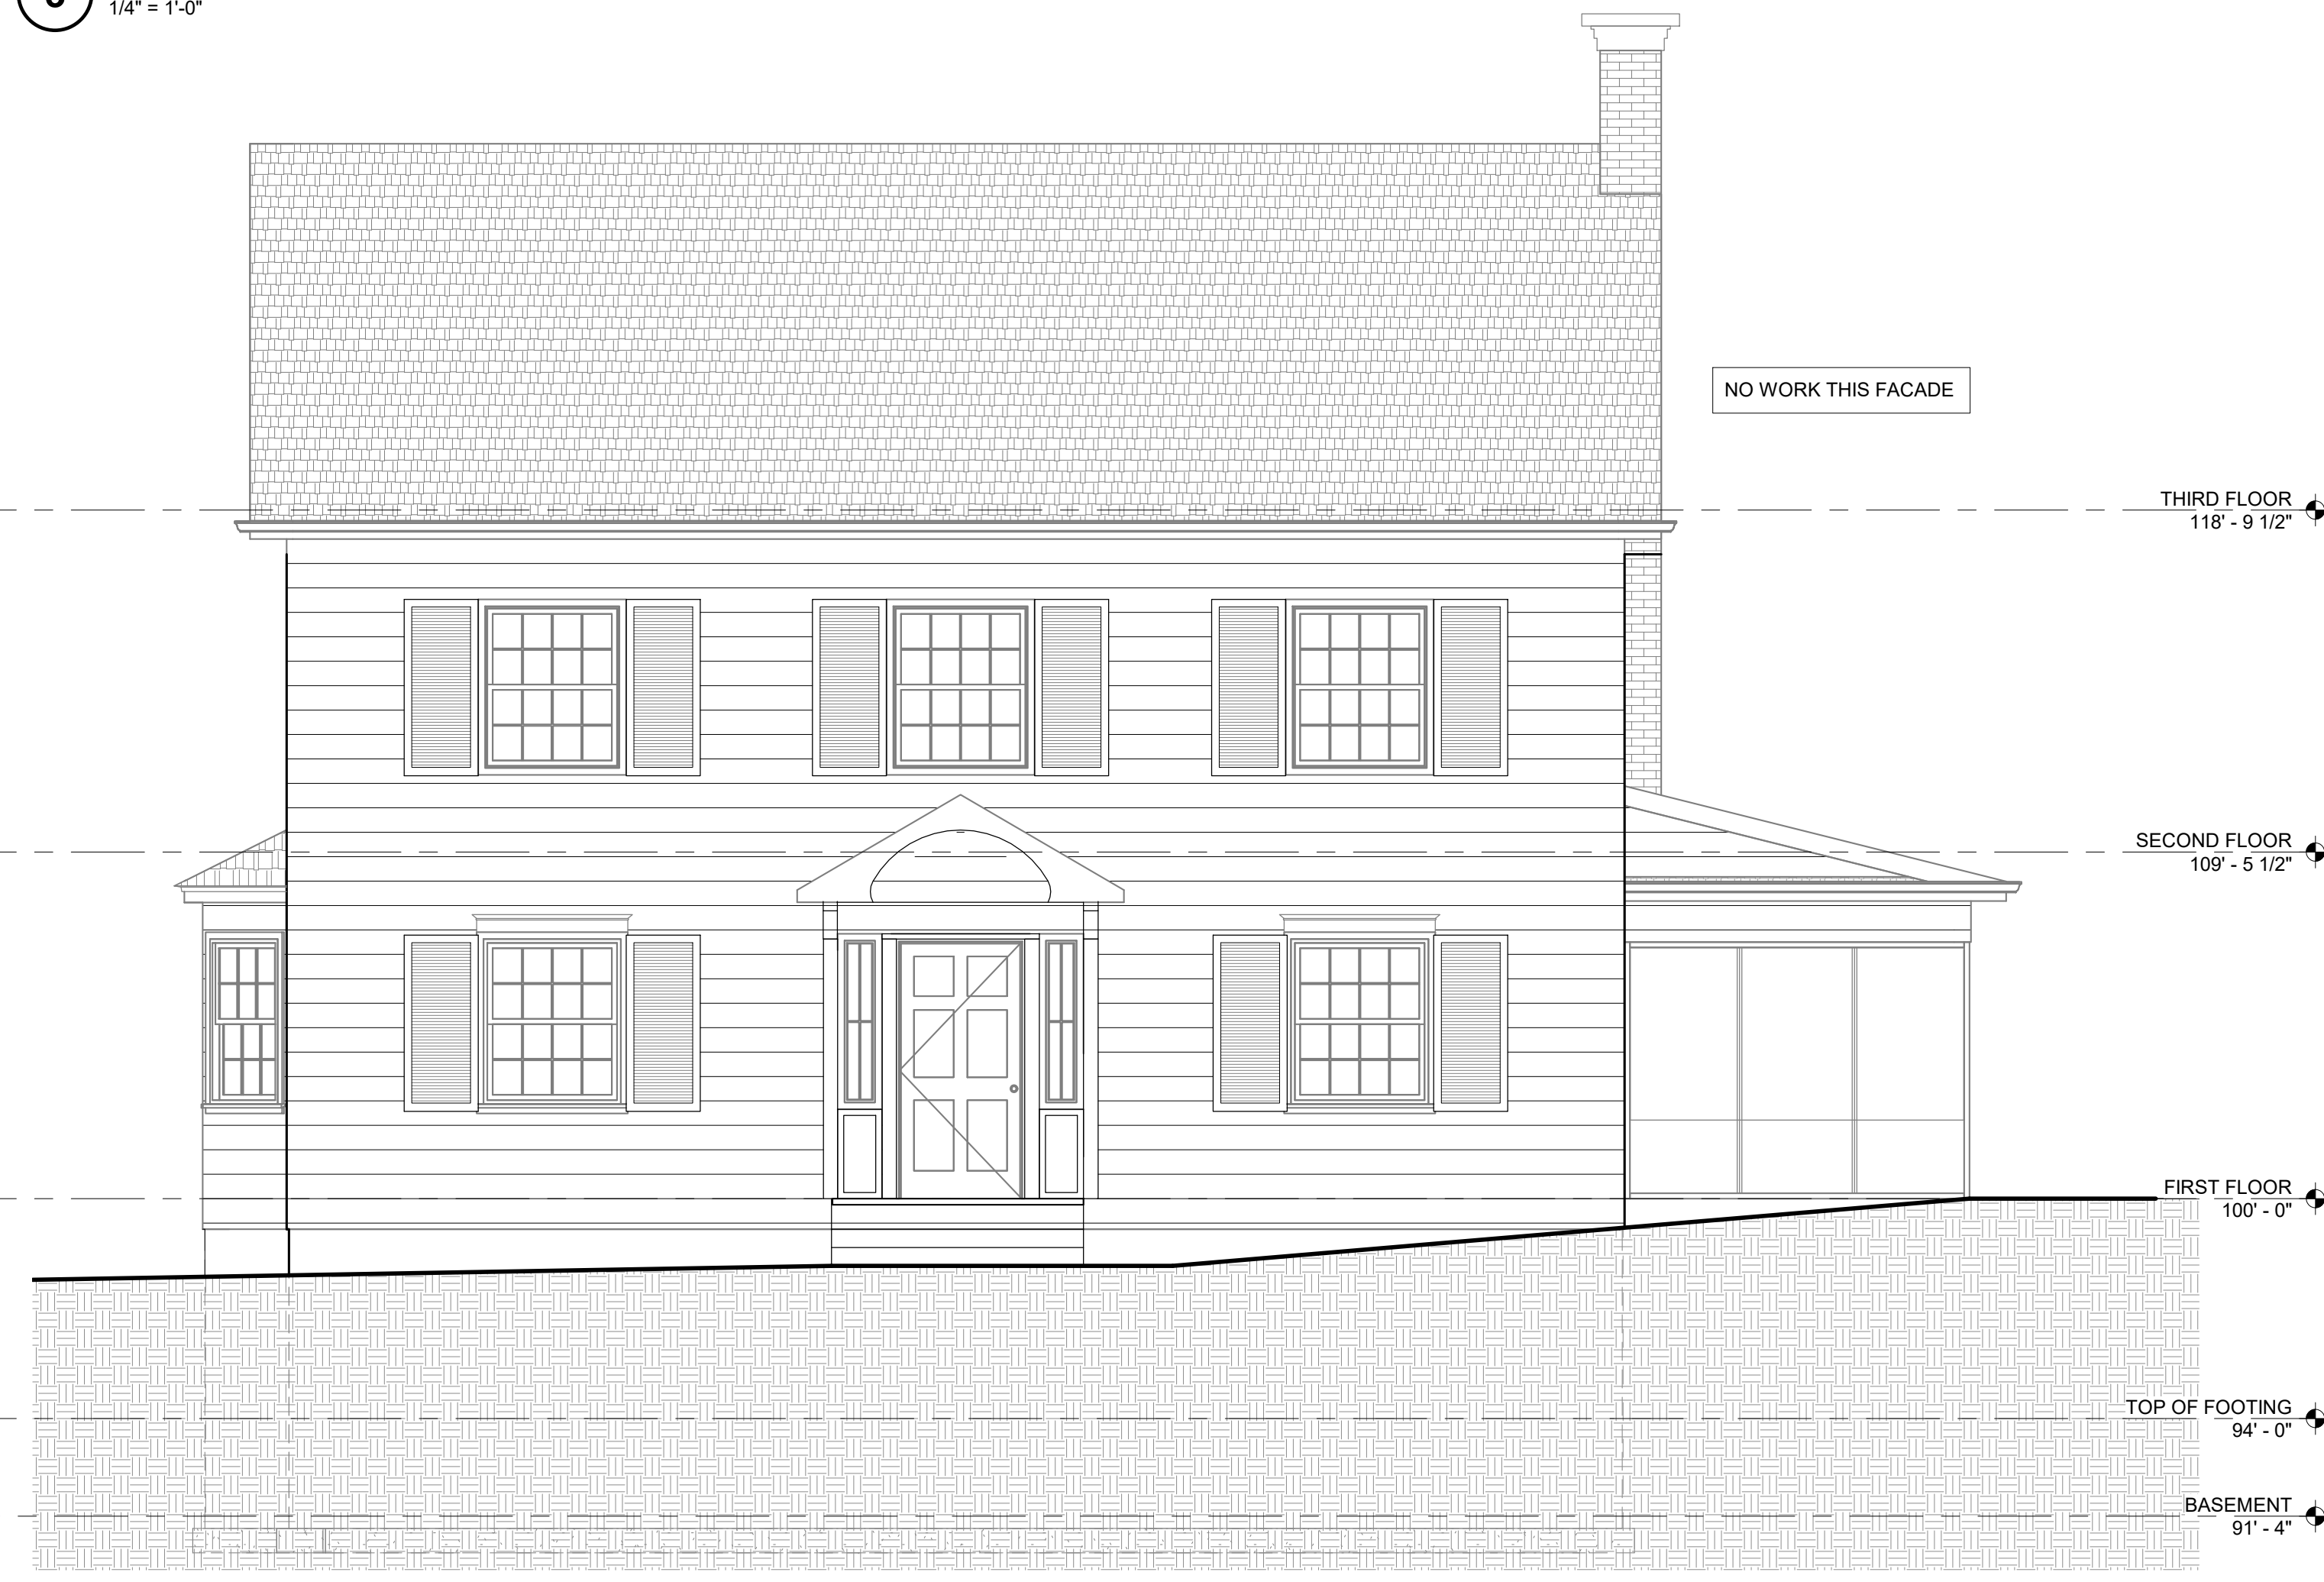 1/4" = 1'-0"
NO WORK THIS FACADE
THIRD FLOOR
118' - 9 1/2"
SECOND FLOOR
109' - 5 1/2"
FIRST FLOOR
100' - 0"
TOP OF FOOTING
94' - 0"
BASEMENT
91' - 4"